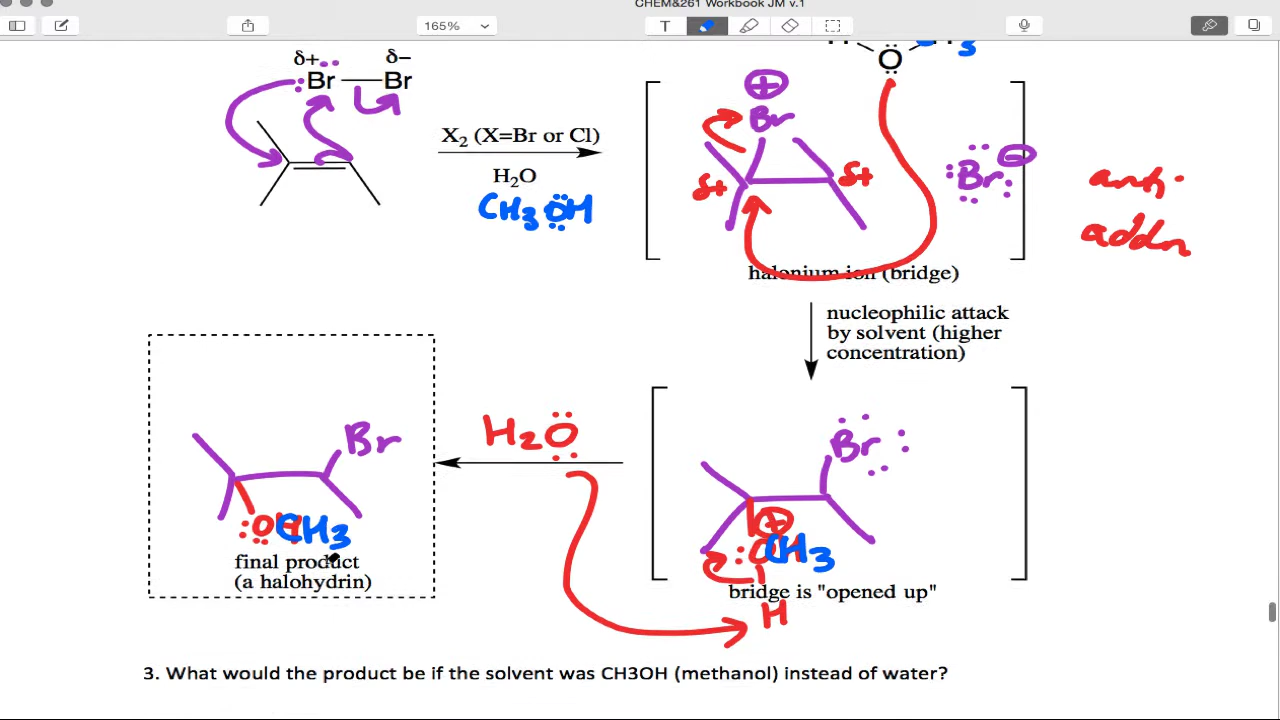 CHEM&261 Workbook JM v.1
165%
T
δ+ δ−
Br Br
X2 (X=Br or Cl)
H2O
CH3OH
O
3
⊕
Br
δ+ δ+
Br ⊖
anti
addn
halonium ion (bridge)
nucleophilic attack
by solvent (higher
concentration)
H2O
Br
OCH3
final product
(a halohydrin)
Br
⊕
OCH3
H
bridge is "opened up"
3. What would the product be if the solvent was CH3OH (methanol) instead of water?